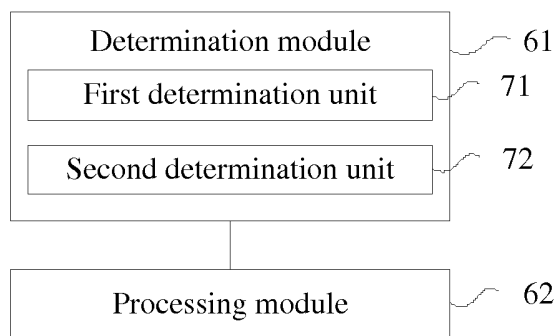 Determination module 61
First determination unit 71
Second determination unit 72
Processing module 62